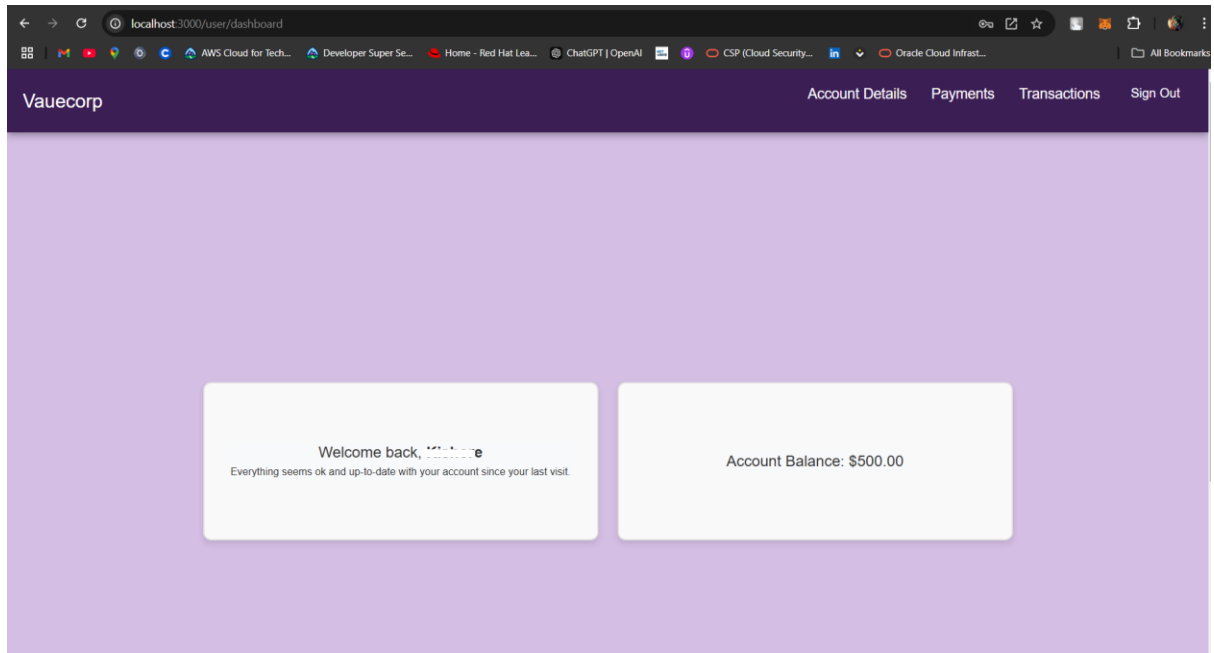 localhost:3000/user/dashboard
AWS Cloud for Tech... Developer Super Se... Home - Red Hat Lea... ChatGPT | OpenAI CSP (Cloud Security... Oracle Cloud Infrast... All Bookmarks
Vauecorp Account Details Payments Transactions Sign Out
Welcome back,
Everything seems ok and up-to-date with your account since your last visit.
Account Balance: $500.00